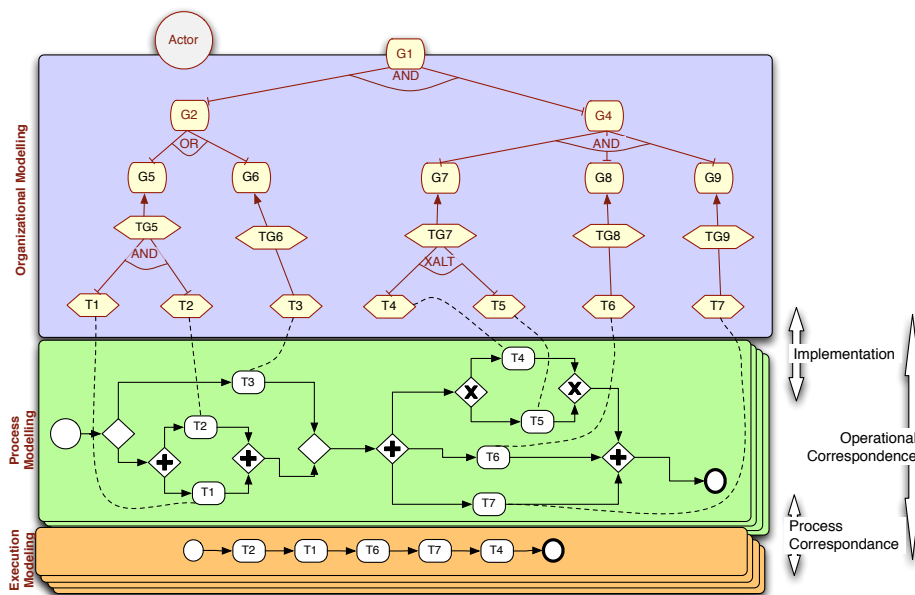 Actor
G1
AND
G2
G4
OR
AND
G5
G6
G7
G8
G9
TG5
TG6
TG7
TG8
TG9
AND
XALT
T1
T2
T3
T4
T5
T6
T7
Organizational Modelling
T4
T3
T2
T5
T6
T1
T7
Process
Modelling
Implementation
Operational
Correspondence
Process
Correspondance
T2
T1
T6
T7
T4
Execution
Modeling